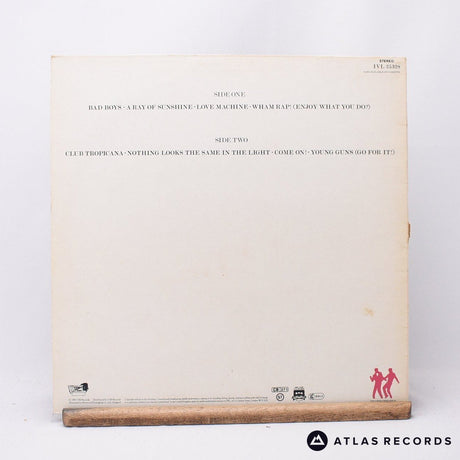 STEREO
IVL 25328
SIDE ONE
BAD BOYS · A RAY OF SUNSHINE · LOVE MACHINE · WHAM RAP! (ENJOY WHAT YOU DO?)
SIDE TWO
CLUB TROPICANA · NOTHING LOOKS THE SAME IN THE LIGHT · COME ON! · YOUNG GUNS (GO FOR IT!)
ATLAS RECORDS